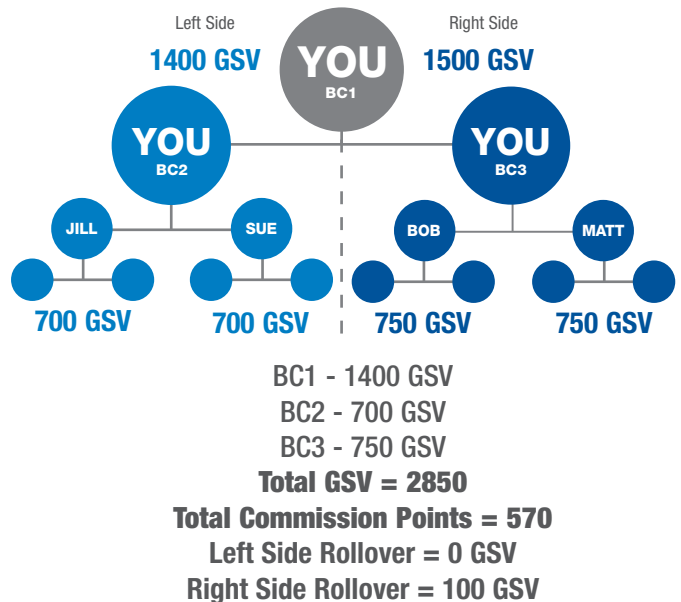 Left Side
Right Side
1400 GSV
YOU
BC1
1500 GSV
YOU
BC2
YOU
BC3
JILL
SUE
BOB
MATT
700 GSV
700 GSV
750 GSV
750 GSV
BC1 - 1400 GSV
BC2 - 700 GSV
BC3 - 750 GSV
Total GSV = 2850
Total Commission Points = 570
Left Side Rollover = 0 GSV
Right Side Rollover = 100 GSV